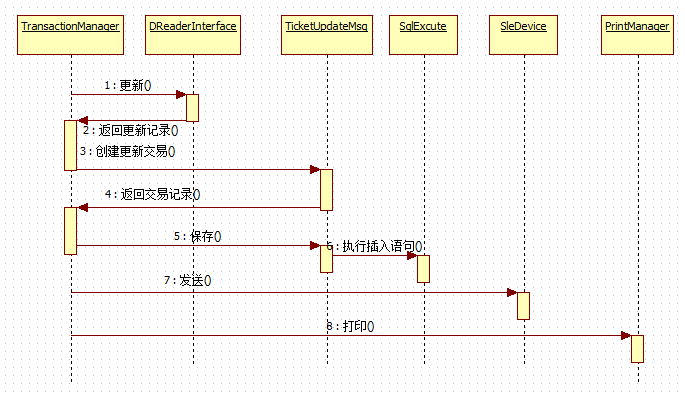 TransactionManager
DReaderInterface
TicketUpdateMsg
SqlExcute
SleDevice
PrintManager
1 : 更新()
2 : 返回更新记录()
3 : 创建更新交易()
4 : 返回交易记录()
5 : 保存()
6 : 执行插入语句()
7 : 发送()
8 : 打印()